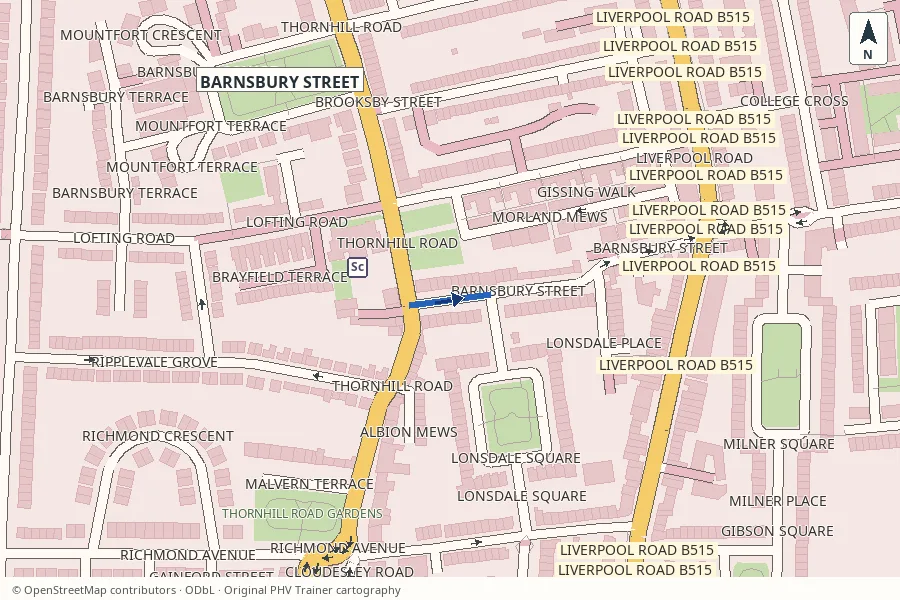 THORNHILL ROAD
LIVERPOOL ROAD B515
MOUNTFORT CRESCENT
LIVERPOOL ROAD B515
N
BARNSBU
LIVERPOOL ROAD B515
BARNSBURY STREET
BARNSBURY TERRACE
BROOKSBY STREET
COLLEGE CROSS
MOUNTFORT TERRACE
LIVERPOOL ROAD B515
LIVERPOOL ROAD B515
LIVERPOOL ROAD
MOUNTFORT TERRACE
LIVERPOOL ROAD B515
BARNSBURY TERRACE
GISSING WALK
LIVERPOOL ROAD B515
MORLAND MEWS
LOFTING ROAD
LIVERPOOL ROAD B515
LOFTING ROAD
THORNHILL ROAD
BARNSBURY STREET
Sc
LIVERPOOL ROAD B515
BRAYFIELD TERRACE
BARNSBURY STREET
LONSDALE PLACE
RIPPLEVALE GROVE
LIVERPOOL ROAD B515
THORNHILL ROAD
RICHMOND CRESCENT
ALBION MEWS
MILNER SQUARE
LONSDALE SQUARE
MALVERN TERRACE
LONSDALE SQUARE
MILNER PLACE
THORNHILL ROAD GARDENS
GIBSON SQUARE
RICHMOND AVENUE
RICHMOND AVENUE
LIVERPOOL ROAD B515
GAINFORD STREET
CLOUDESLEY ROAD
LIVERPOOL ROAD B515
© OpenStreetMap contributors · ODbL · Original PHV Trainer cartography